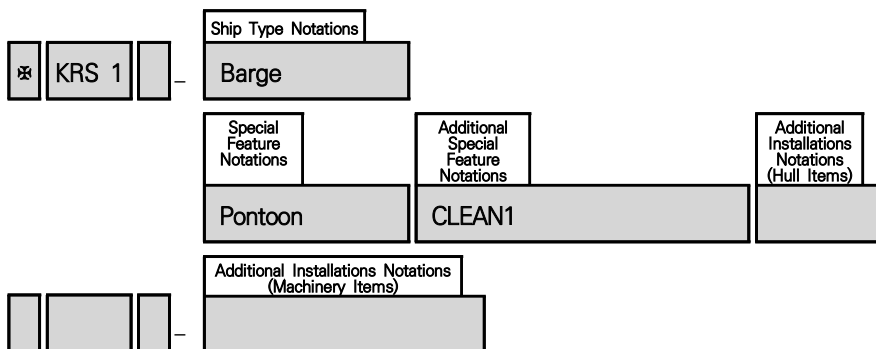 Ship Type Notations
✠ KRS 1 – Barge
Special
Feature
Notations
Additional
Special
Feature
Notations
Additional
Installations
Notations
(Hull Items)
Pontoon
CLEAN1
Additional Installations Notations
(Machinery Items)
–